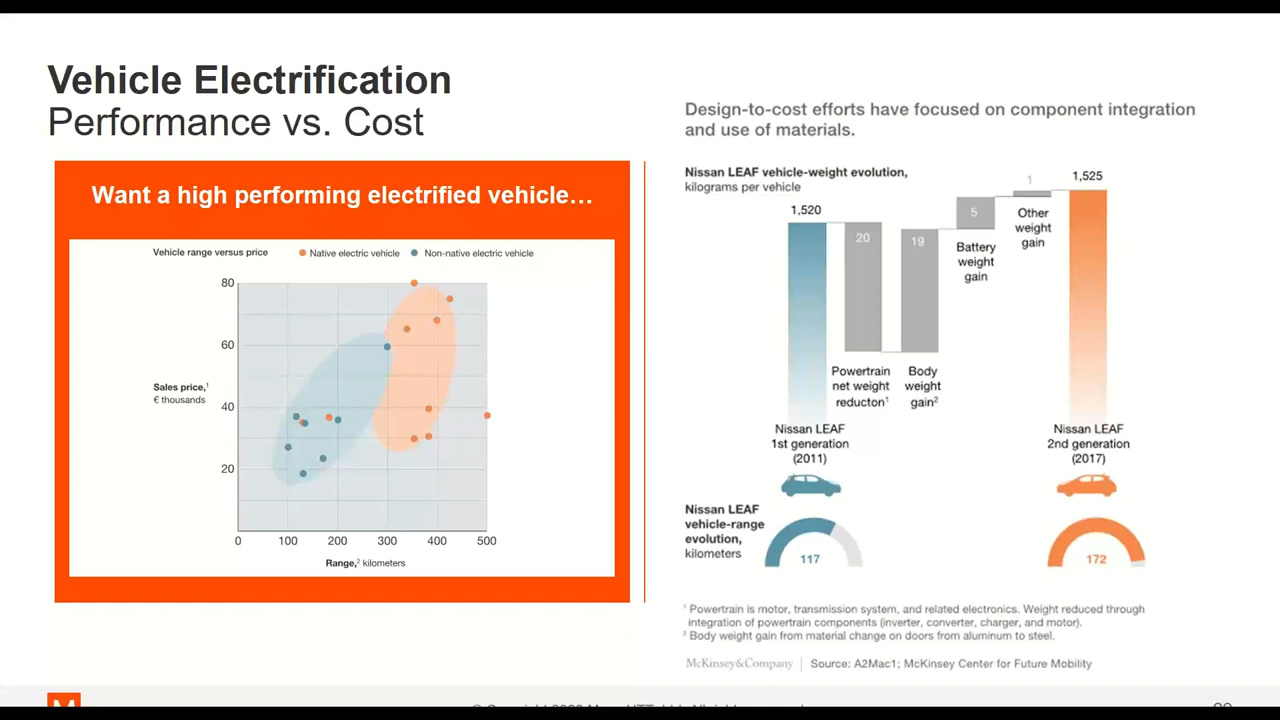 Vehicle Electrification
Performance vs. Cost
Want a high performing electrified vehicle…
Vehicle range versus price
Native electric vehicle
Non-native electric vehicle
80
60
40
20
Sales price,¹
€ thousands
0 100 200 300 400 500
Range,² kilometers
Design-to-cost efforts have focused on component integration
and use of materials.
Nissan LEAF vehicle-weight evolution,
kilograms per vehicle
1,520
20
19
5
1
1,525
Powertrain
net weight
reducton¹
Body
weight
gain²
Battery
weight
gain
Other
weight
gain
Nissan LEAF
1st generation
(2011)
Nissan LEAF
2nd generation
(2017)
Nissan LEAF
vehicle-range
evolution,
kilometers
117
172
¹ Powertrain is motor, transmission system, and related electronics. Weight reduced through
integration of powertrain components (inverter, converter, charger, and motor).
² Body weight gain from material change on doors from aluminum to steel.
McKinsey&Company
Source: A2Mac1; McKinsey Center for Future Mobility